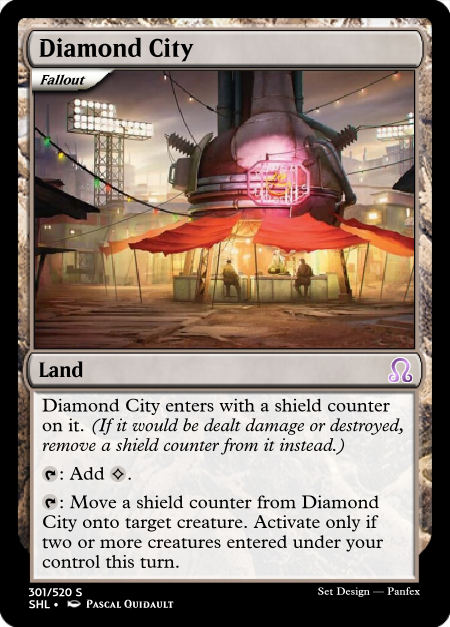 Diamond City
Fallout
Land
Diamond City enters with a shield counter
on it. (If it would be dealt damage or destroyed,
remove a shield counter from it instead.)
: Add .
: Move a shield counter from Diamond
City onto target creature. Activate only if
two or more creatures entered under your
control this turn.
301/520 S
Set Design — Panfex
SHL • Pascal Quidault